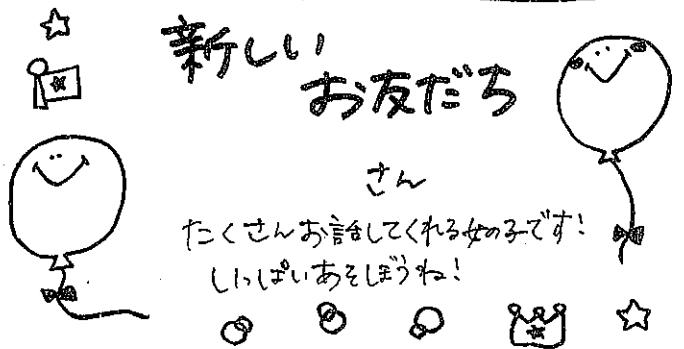 新しい
お友だち
さん
たくさんお話してくれる女の子です!
いっぱいあそぼうね!